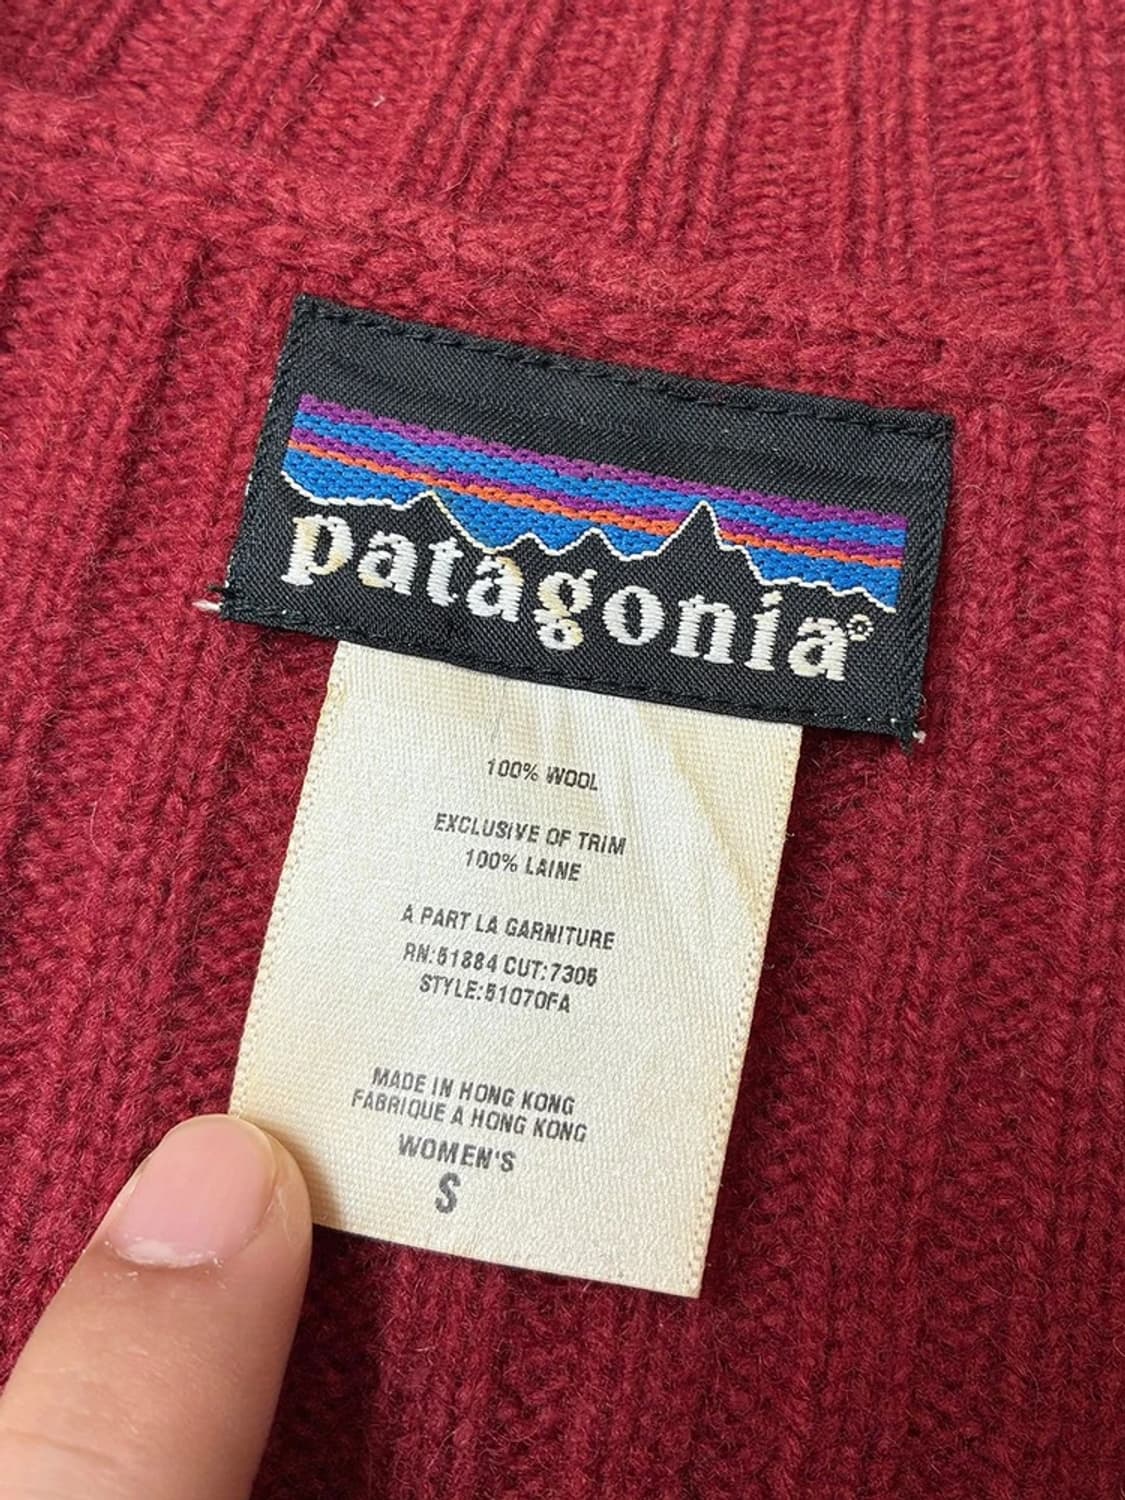 patagonia®
100% WOOL
EXCLUSIVE OF TRIM
100% LAINE
A PART LA GARNITURE
RN:51884 CUT:7305
STYLE:51070FA
MADE IN HONG KONG
FABRIQUE A HONG KONG
WOMEN'S
S